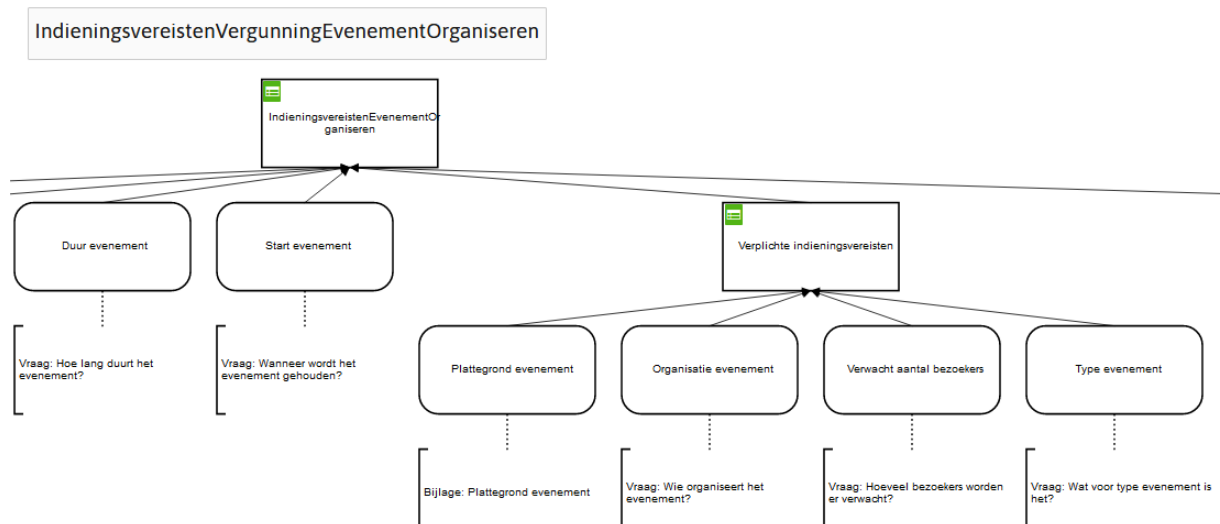 IndieningsvereistenVergunningEvenementOrganiseren
IndieningsvereistenEvenementOr
ganiseren
Duur evenement
Start evenement
Verplichte indieningsvereisten
Vraag: Hoe lang duurt het
evenement?
Vraag: Wanneer wordt het
evenement gehouden?
Plattegrond evenement
Organisatie evenement
Verwacht aantal bezoekers
Type evenement
Bijlage: Plattegrond evenement
Vraag: Wie organiseert het
evenement?
Vraag: Hoeveel bezoekers worden
er verwacht?
Vraag: Wat voor type evenement is
het?